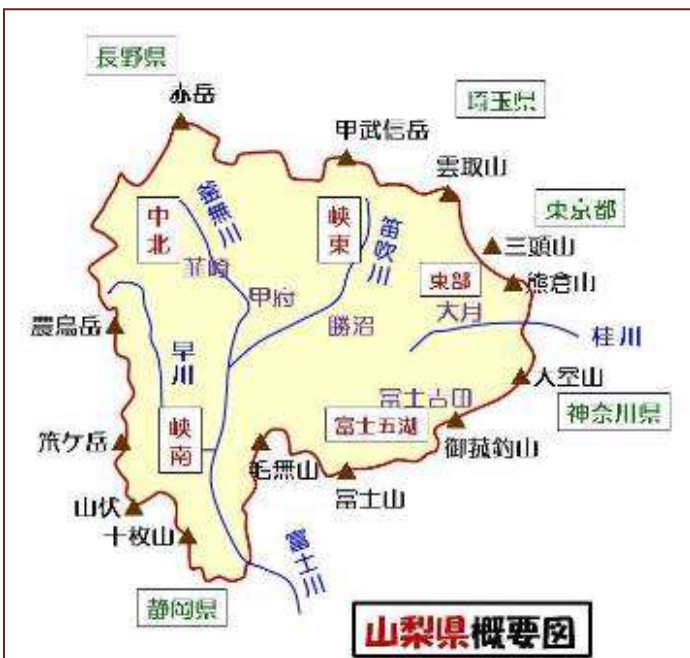 長野県
赤岳
埼玉県
甲武信岳
雲取山
釜無川
中北
峡東
笛吹川
東京都
三頭山
韮崎
東部
熊倉山
甲府
大月
農鳥岳
勝沼
桂川
早川
大室山
富士吉田
神奈川県
峡南
富士五湖
笊ケ岳
毛無山
御菰釣山
富士山
山伏
十枚山
富士川
静岡県
山梨県概要図